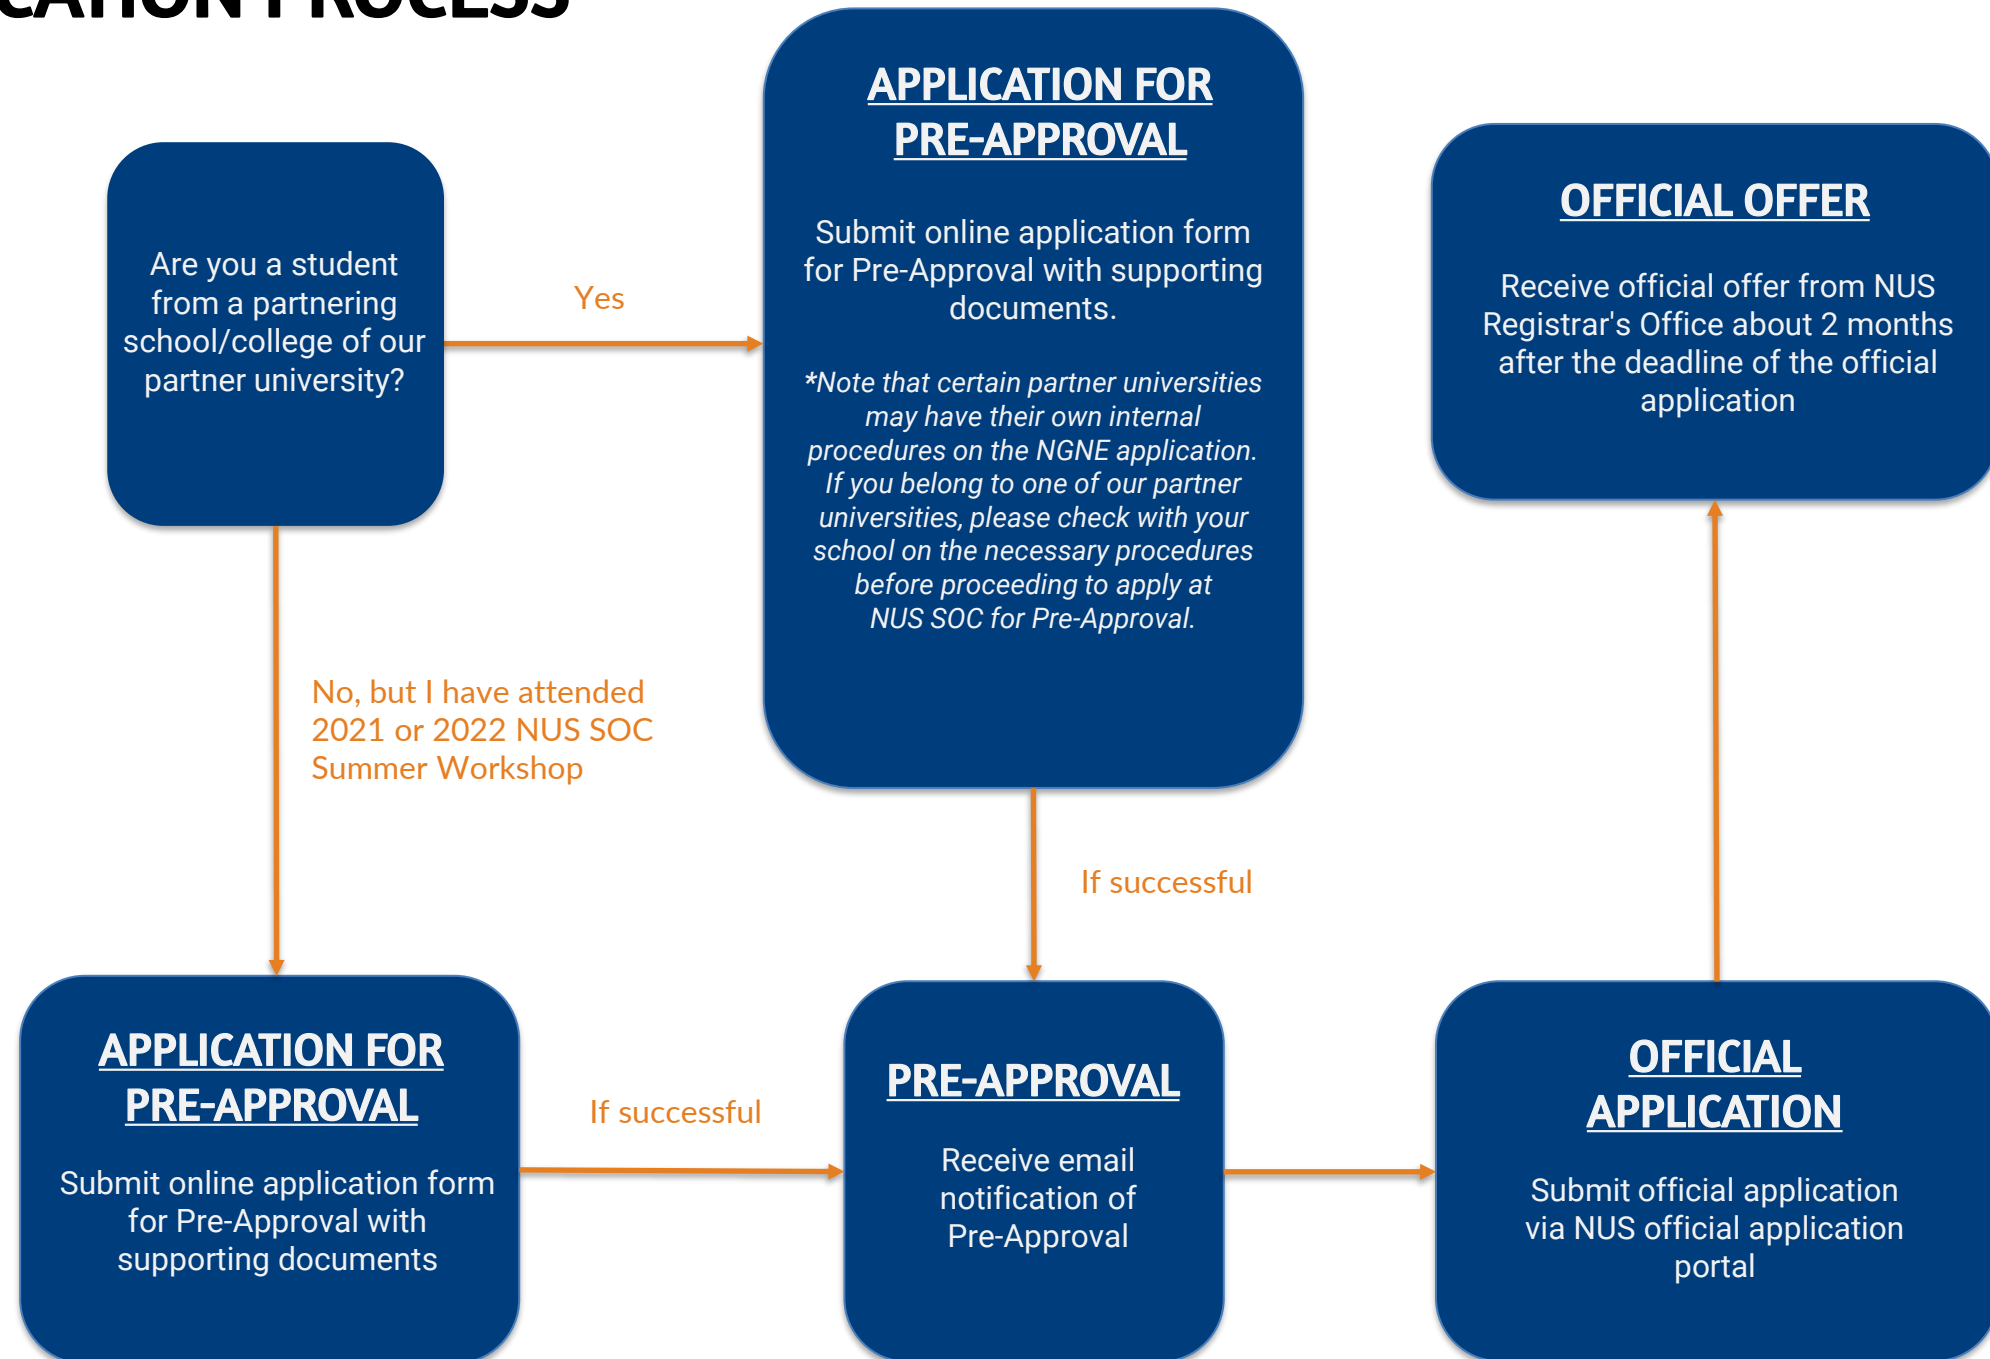 CATION PROCESS
Are you a student
from a partnering
school/college of our
partner university?
Yes
APPLICATION FOR
PRE-APPROVAL
Submit online application form
for Pre-Approval with supporting
documents.
*Note that certain partner universities
may have their own internal
procedures on the NGNE application.
If you belong to one of our partner
universities, please check with your
school on the necessary procedures
before proceeding to apply at
NUS SOC for Pre-Approval.
OFFICIAL OFFER
Receive official offer from NUS
Registrar's Office about 2 months
after the deadline of the official
application
No, but I have attended
2021 or 2022 NUS SOC
Summer Workshop
If successful
APPLICATION FOR
PRE-APPROVAL
Submit online application form
for Pre-Approval with
supporting documents
If successful
PRE-APPROVAL
Receive email
notification of
Pre-Approval
OFFICIAL
APPLICATION
Submit official application
via NUS official application
portal